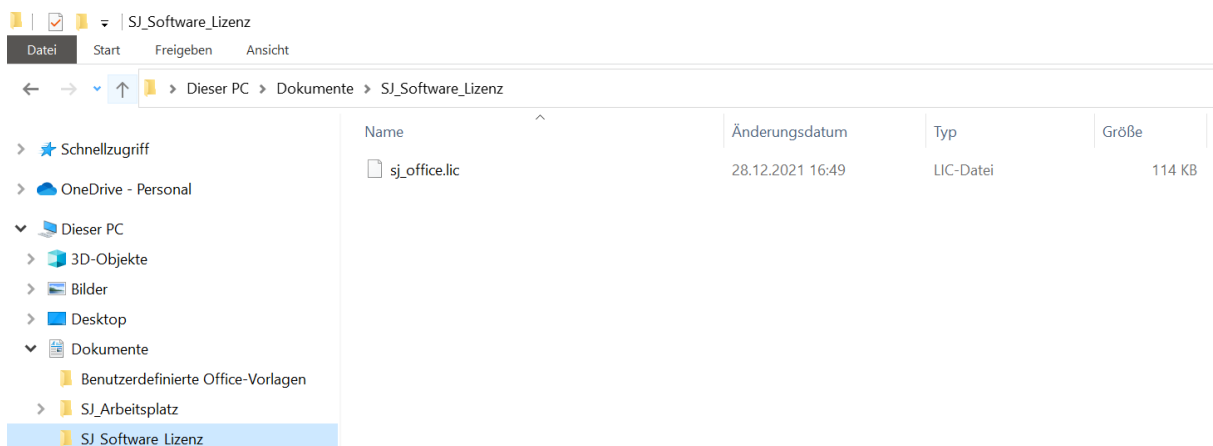 SJ_Software_Lizenz
Datei Start Freigeben Ansicht
Dieser PC > Dokumente > SJ_Software_Lizenz
Name Änderungsdatum Typ Größe
sj_office.lic 28.12.2021 16:49 LIC-Datei 114 KB
Schnellzugriff
OneDrive - Personal
Dieser PC
3D-Objekte
Bilder
Desktop
Dokumente
Benutzerdefinierte Office-Vorlagen
SJ_Arbeitsplatz
SJ_Software_Lizenz